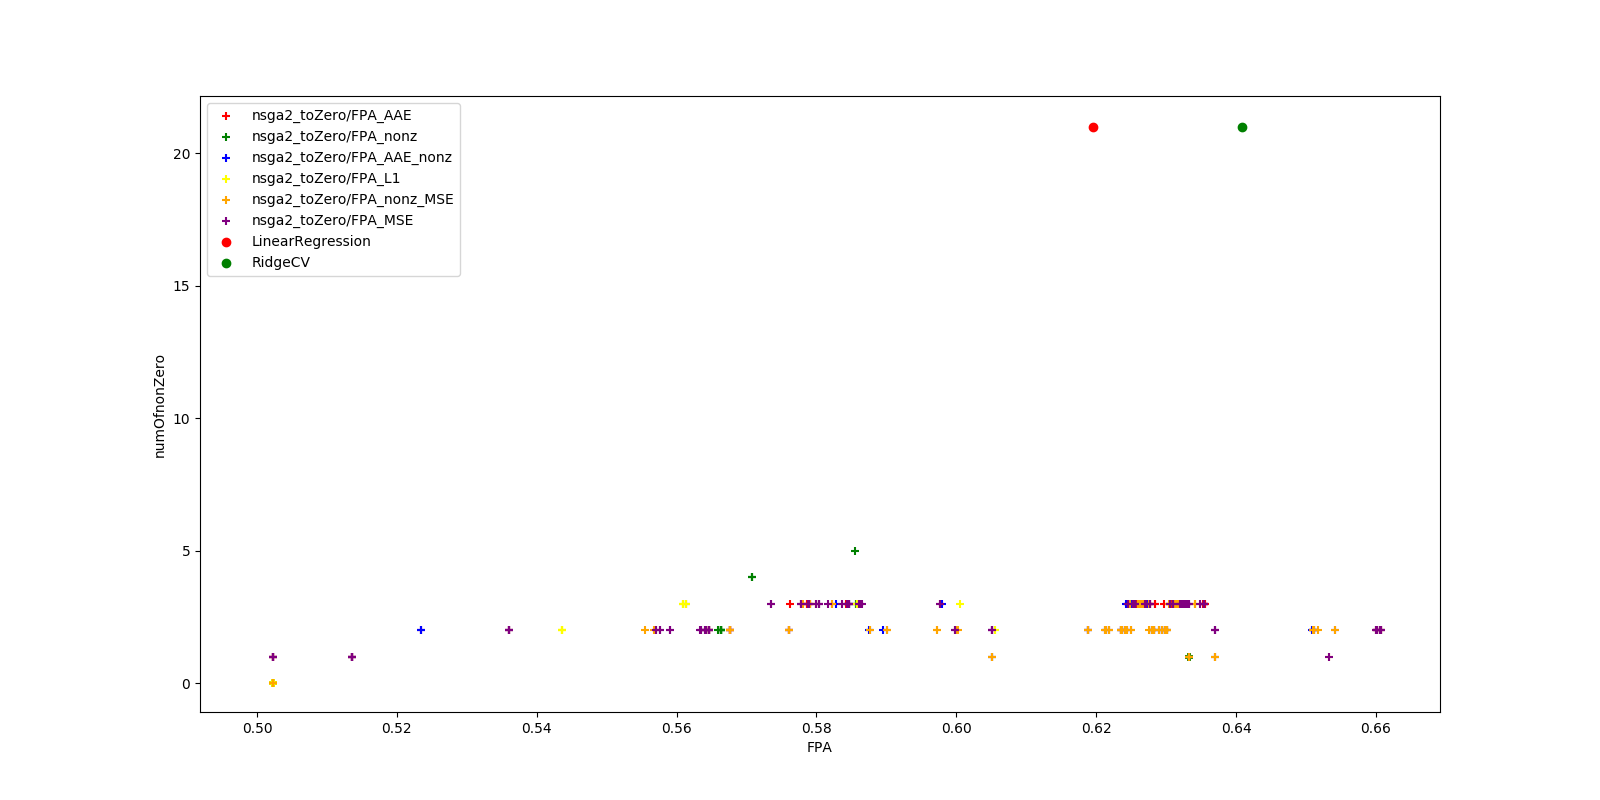 nsga2_toZero/FPA_AAE
nsga2_toZero/FPA_nonz
nsga2_toZero/FPA_AAE_nonz
nsga2_toZero/FPA_L1
nsga2_toZero/FPA_nonz_MSE
nsga2_toZero/FPA_MSE
LinearRegression
RidgeCV
20
15
10
5
0
numOfnonZero
0.50 0.52 0.54 0.56 0.58 0.60 0.62 0.64 0.66
FPA